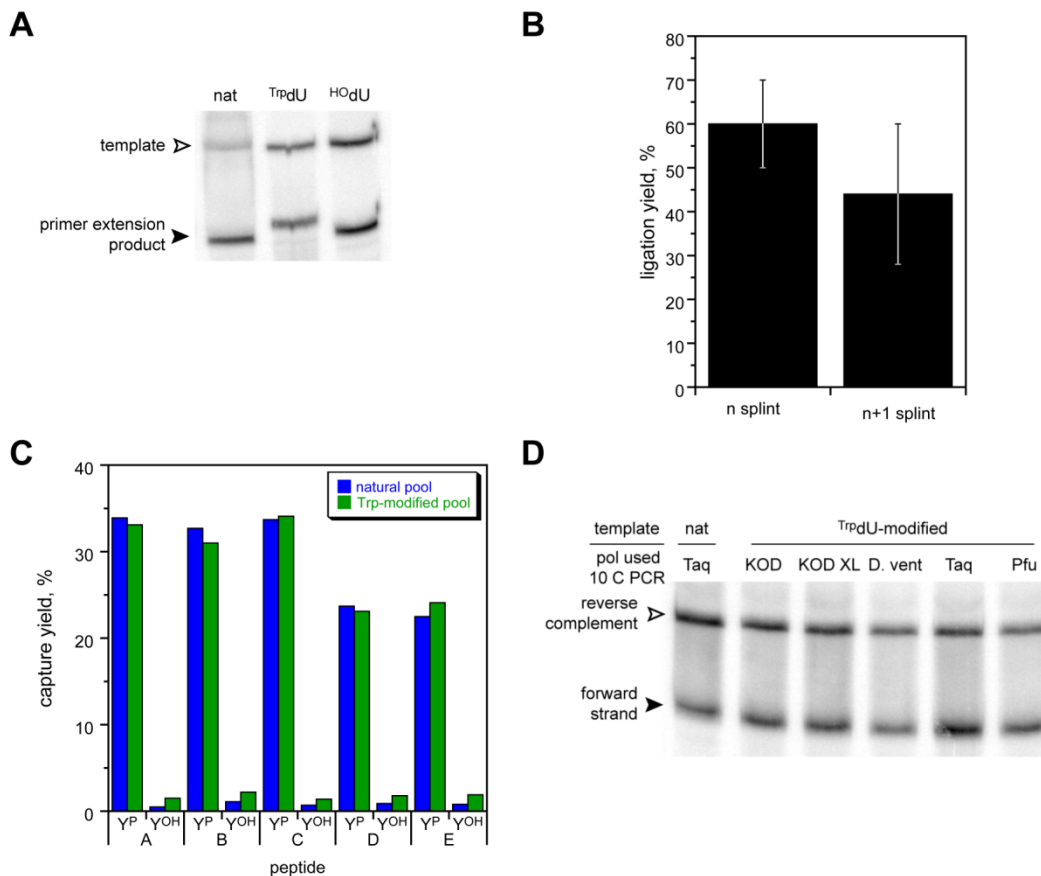 A
nat TrpdU HOdU
template
primer extension
product
B
ligation yield, %
80
70
60
50
40
30
20
10
0
n splint
n+1 splint
C
capture yield, %
40
30
20
10
0
natural pool
Trp-modified pool
YP YOH YP YOH YP YOH YP YOH YP YOH
A B C D E
peptide
D
template nat TrpdU-modified
pol used
10 C PCR
Taq KOD KOD XL D. vent Taq Pfu
reverse
complement
forward
strand